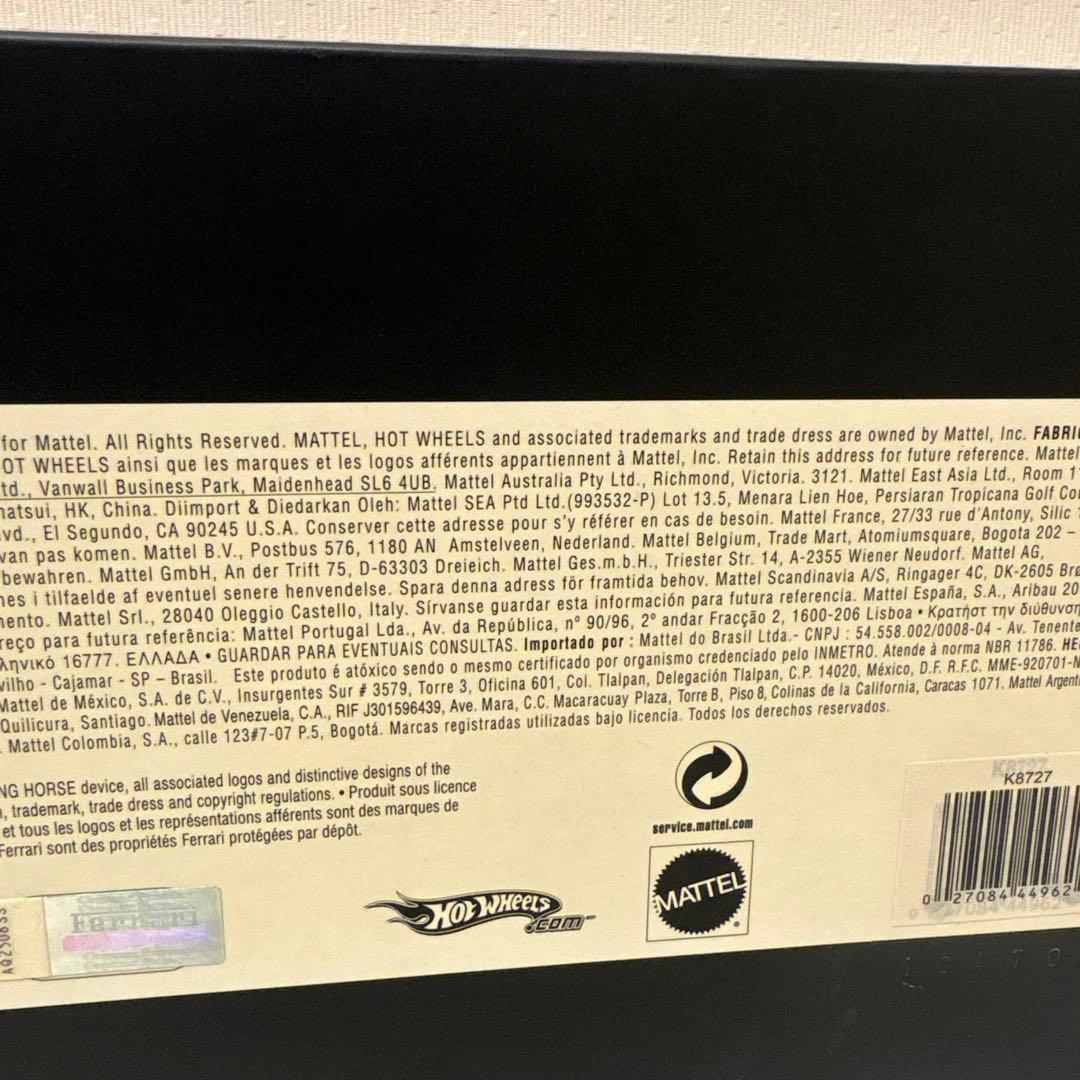 for Mattel. All Rights Reserved. MATTEL, HOT WHEELS and associated trademarks and trade dress are owned by Mattel, Inc. FABRIQ
OT WHEELS ainsi que les marques et les logos afférents appartiennent à Mattel, Inc. Retain this address for future reference. Mattel
td., Vanwall Business Park, Maidenhead SL6 4UB. Mattel Australia Pty Ltd., Richmond, Victoria. 3121. Mattel East Asia Ltd., Room 11
hatsui, HK, China. Diimport & Diedarkan Oleh: Mattel SEA Ptd Ltd.(993532-P) Lot 13.5, Menara Lien Hoe, Persiaran Tropicana Golf Cou
vd., El Segundo, CA 90245 U.S.A. Conserver cette adresse pour s'y référer en cas de besoin. Mattel France, 27/33 rue d'Antony, Silic 1
van pas komen. Mattel B.V., Postbus 576, 1180 AN Amstelveen, Nederland. Mattel Belgium, Trade Mart, Atomiumsquare, Bogota 202 –
bewahren. Mattel GmbH, An der Trift 75, D-63303 Dreieich. Mattel Ges.m.b.H., Triester Str. 14, A-2355 Wiener Neudorf. Mattel AG,
nes i tilfaelde af eventuel senere henvendelse. Spara denna adress för framtida behov. Mattel Scandinavia A/S, Ringager 4C, DK-2605 Brø
mento. Mattel Srl., 28040 Oleggio Castello, Italy. Sírvanse guardar esta información para futura referencia. Mattel España, S.A., Aribau 20
reço para futura referência: Mattel Portugal Lda., Av. da República, nº 90/96, 2º andar Fracção 2, 1600-206 Lisboa • Κρατήστ την διύθυναη
ληνικό 16777. ΕΛΛΑΔΑ • GUARDAR PARA EVENTUAIS CONSULTAS. Importado por : Mattel do Brasil Ltda.- CNPJ : 54.558.002/0008-04 - Av. Tenente
vilho - Cajamar - SP – Brasil. Este produto é atóxico sendo o mesmo certificado por organismo credenciado pelo INMETRO. Atende à norma NBR 11786. HE
Mattel de México, S.A. de C.V., Insurgentes Sur # 3579, Torre 3, Oficina 601, Col. Tlalpan, Delegación Tlalpan, C.P. 14020, México, D.F. R.F.C. MME-920701-N
Quilicura, Santiago. Mattel de Venezuela, C.A., RIF J301596439, Ave. Mara, C.C. Macaracuay Plaza, Torre B, Piso 8, Colinas de la California, Caracas 1071. Mattel Argenti
. Mattel Colombia, S.A., calle 123#7-07 P.5, Bogotá. Marcas registradas utilizadas bajo licencia. Todos los derechos reservados.
NG HORSE device, all associated logos and distinctive designs of the
, trademark, trade dress and copyright regulations. • Produit sous licence
et tous les logos et les représentations afférents sont des marques de
Ferrari sont des propriétés Ferrari protégées par dépôt.
service.mattel.com
MATTEL
HOT WHEELS
.COM
Ferrari
K8727
0 27084 44962